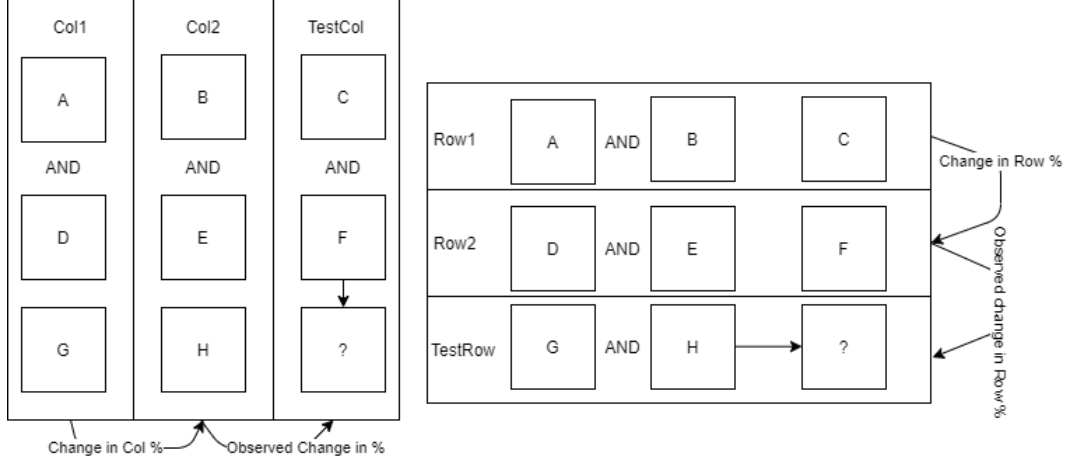 Col1 Col2 TestCol
A B C
AND AND AND
D E F
G H ?
Change in Col % Observed Change in %
Row1 A AND B C
Change in Row %
Row2 D AND E F
Observed change in Row %
TestRow G AND H ?